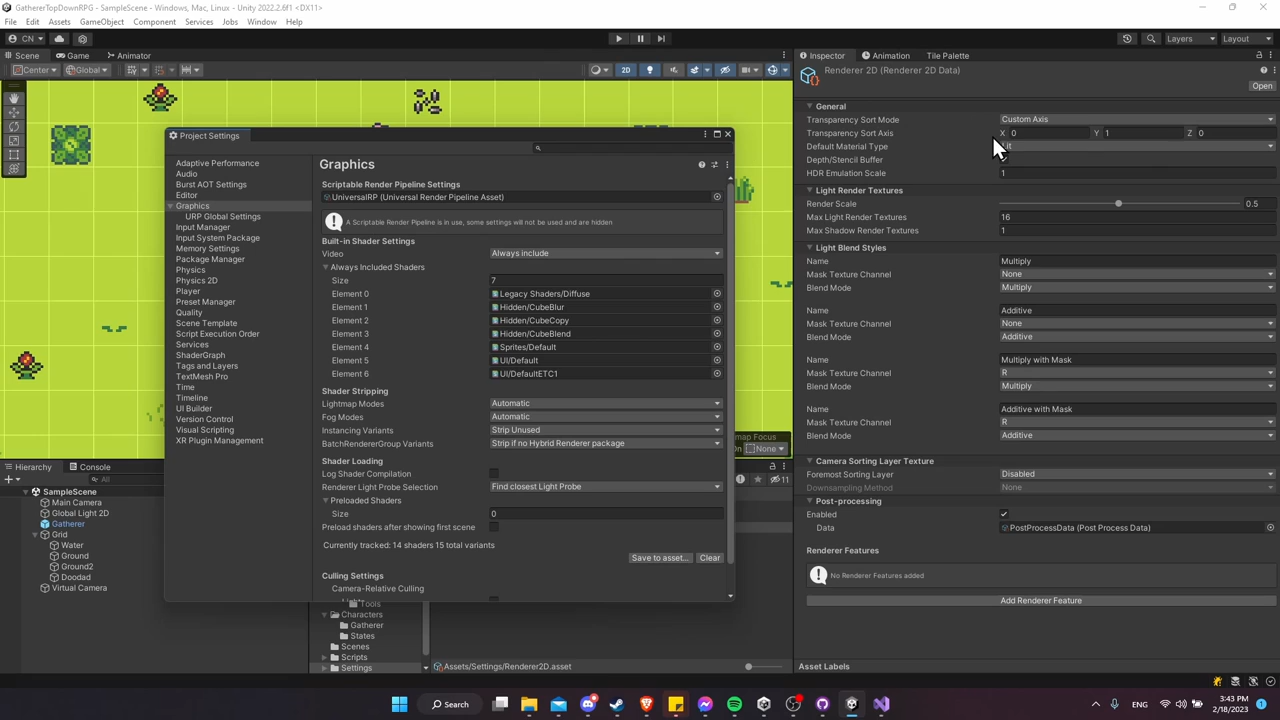 GathererTopDownRPG - SampleScene - Windows, Mac, Linux - Unity 2022.2.6f1 <DX11>
File Edit Assets GameObject Component Services Jobs Window Help
CN Layers Layout
Scene Game Animator
Center Global 2D
Inspector Animation Tile Palette
Renderer 2D (Renderer 2D Data)
Open
General
Transparency Sort Mode Custom Axis
Transparency Sort Axis X 0 Y 1 Z 0
Default Material Type
Depth/Stencil Buffer
HDR Emulation Scale 1
Light Render Textures
Render Scale 0.5
Max Light Render Textures 16
Max Shadow Render Textures 1
Light Blend Styles
Name Multiply
Mask Texture Channel None
Blend Mode Multiply
Name Additive
Mask Texture Channel None
Blend Mode Additive
Name Multiply with Mask
Mask Texture Channel R
Blend Mode Multiply
Name Additive with Mask
Mask Texture Channel R
Blend Mode Additive
Camera Sorting Layer Texture
Foremost Sorting Layer Disabled
Downsampling Method None
Post-processing
Enabled
Data PostProcessData (Post Process Data)
Renderer Features
No Renderer Features added
Add Renderer Feature
Asset Labels
Project Settings
Adaptive Performance
Audio
Burst AOT Settings
Editor
Graphics
URP Global Settings
Input Manager
Input System Package
Memory Settings
Package Manager
Physics
Physics 2D
Player
Preset Manager
Quality
Scene Template
Script Execution Order
Services
ShaderGraph
Tags and Layers
TextMesh Pro
Time
Timeline
UI Builder
Version Control
Visual Scripting
XR Plugin Management
Graphics
Scriptable Render Pipeline Settings
UniversalRP (Universal Render Pipeline Asset)
A Scriptable Render Pipeline is in use, some settings will not be used and are hidden
Built-in Shader Settings
Video Always include
Always Included Shaders
Size 7
Element 0 Legacy Shaders/Diffuse
Element 1 Hidden/CubeBlur
Element 2 Hidden/CubeCopy
Element 3 Hidden/CubeBlend
Element 4 Sprites/Default
Element 5 UI/Default
Element 6 UI/DefaultETC1
Shader Stripping
Lightmap Modes Automatic
Fog Modes Automatic
Instancing Variants Strip Unused
BatchRendererGroup Variants Strip if no Hybrid Renderer package
Shader Loading
Log Shader Compilation
Renderer Light Probe Selection Find closest Light Probe
Preloaded Shaders
Size 0
Preload shaders after showing first scene
Currently tracked: 14 shaders 15 total variants
Save to asset... Clear
Culling Settings
Camera-Relative Culling
map Focus
None
11
Hierarchy Console
All
SampleScene
Main Camera
Global Light 2D
Gatherer
Grid
Water
Ground
Ground2
Doodad
Virtual Camera
Tools
Characters
Gatherer
States
Scenes
Scripts
Settings
Assets/Settings/Renderer2D.asset
Search
ENG
3:43 PM
2/18/2023
1